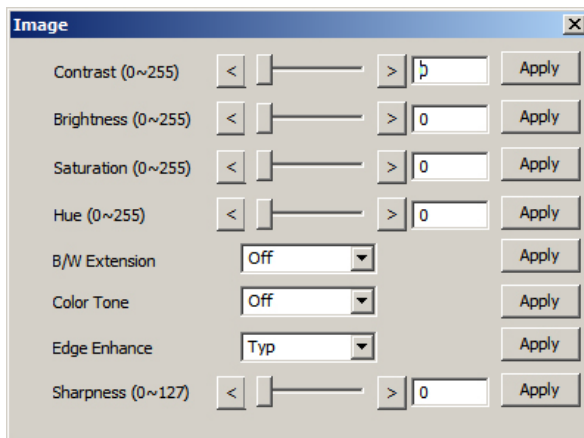 Image
Contrast (0~255) < > 0 Apply
Brightness (0~255) < > 0 Apply
Saturation (0~255) < > 0 Apply
Hue (0~255) < > 0 Apply
B/W Extension Off Apply
Color Tone Off Apply
Edge Enhance Typ Apply
Sharpness (0~127) < > 0 Apply